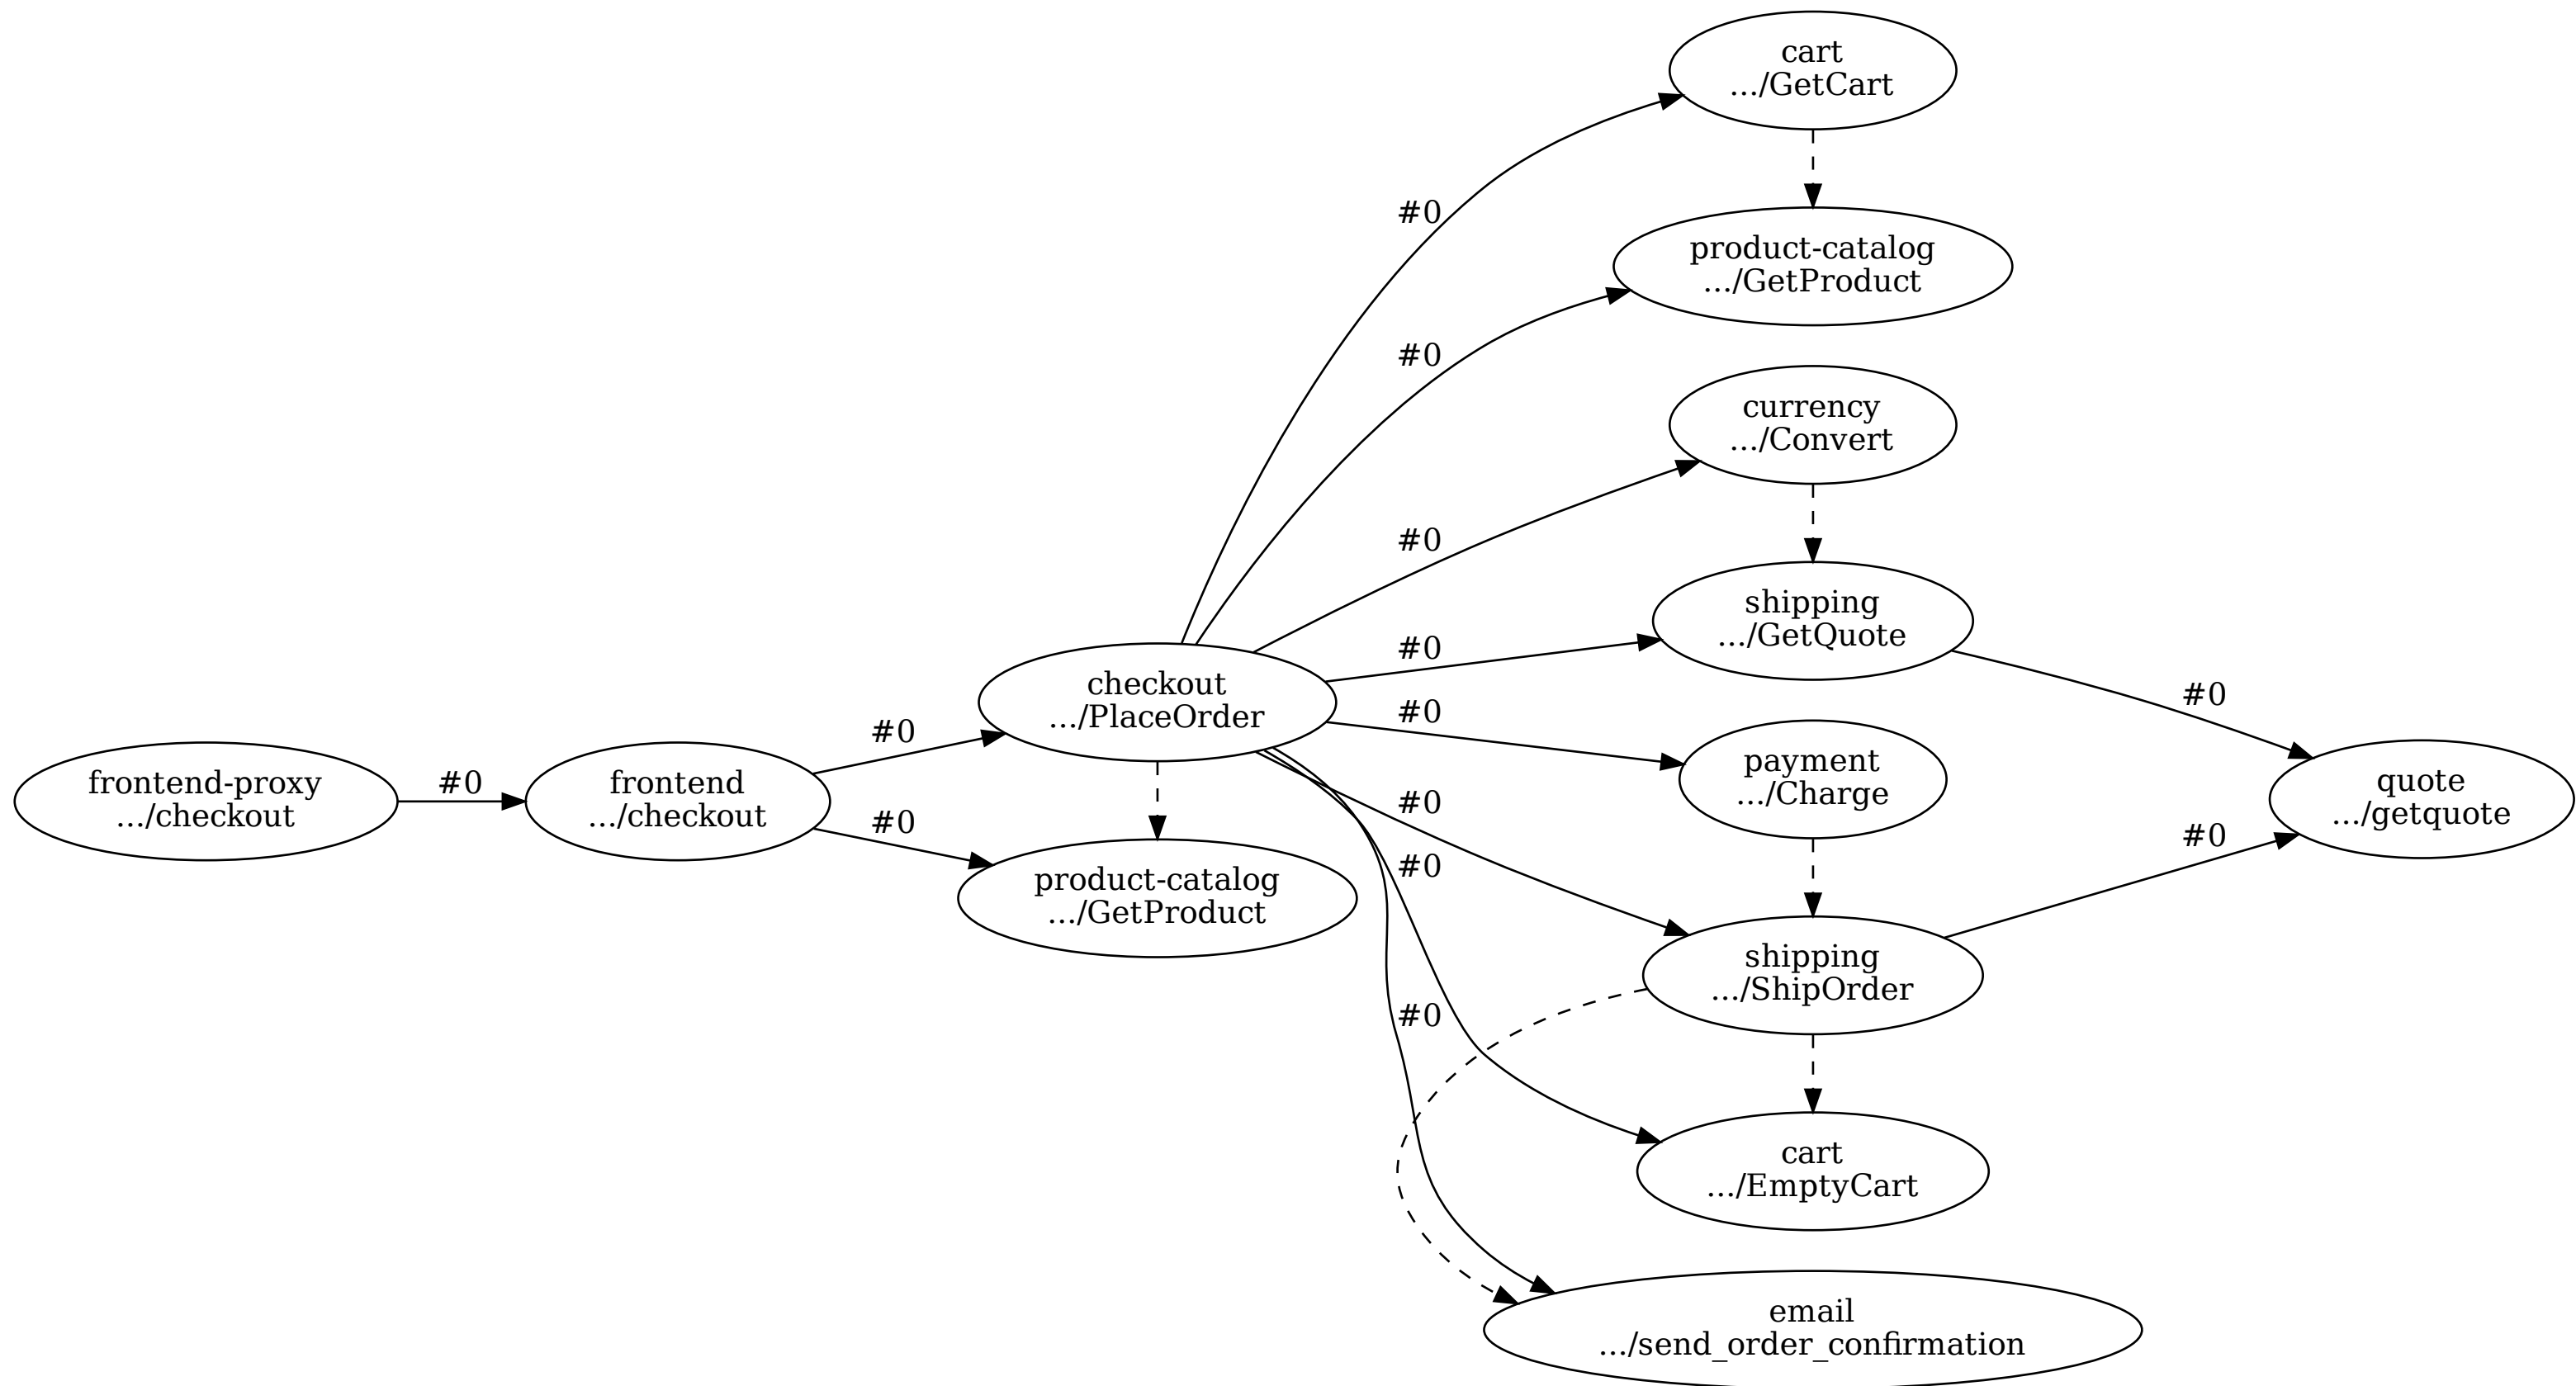 cart
.../GetCart
#0
product-catalog
.../GetProduct
#0
currency
.../Convert
#0
shipping
.../GetQuote
#0
checkout
.../PlaceOrder
#0
#0
#0
payment
.../Charge
frontend-proxy
.../checkout
#0
frontend
.../checkout
quote
.../getquote
#0
#0
#0
#0
product-catalog
.../GetProduct
shipping
.../ShipOrder
#0
cart
.../EmptyCart
email
.../send_order_confirmation